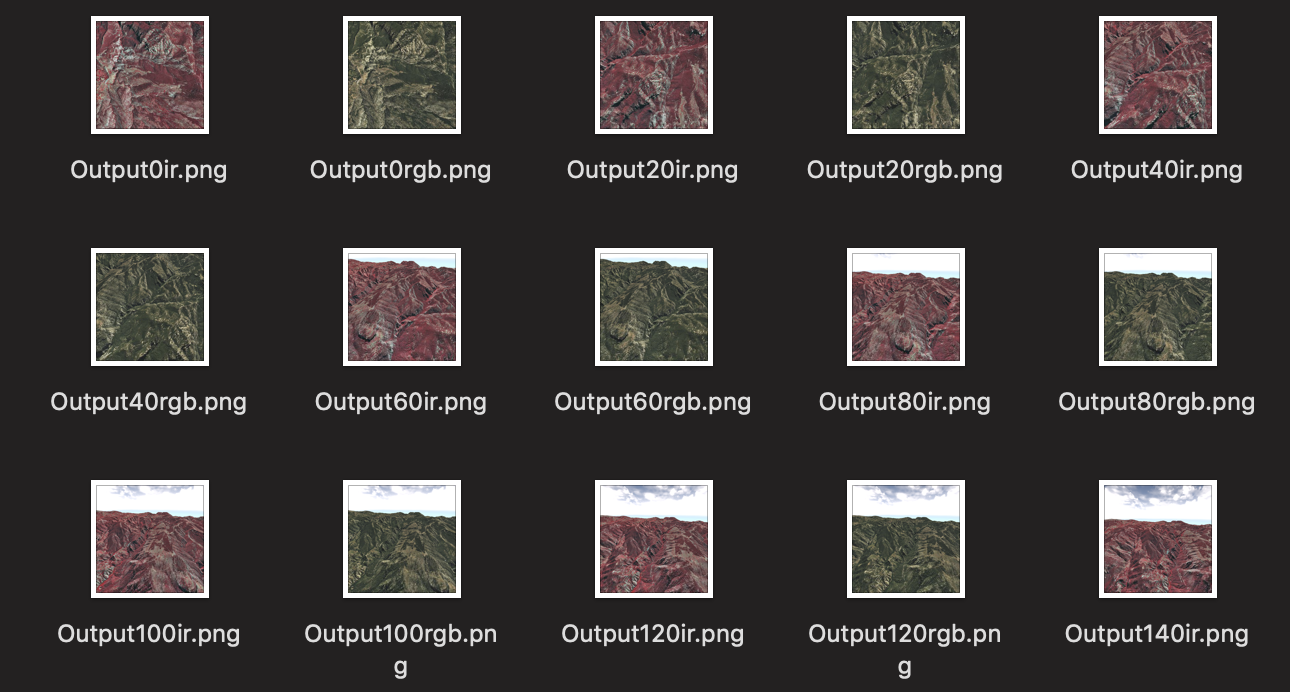 Output0ir.png
Output0rgb.png
Output20ir.png
Output20rgb.png
Output40ir.png
Output40rgb.png
Output60ir.png
Output60rgb.png
Output80ir.png
Output80rgb.png
Output100ir.png
Output100rgb.pn
g
Output120ir.png
Output120rgb.pn
g
Output140ir.png